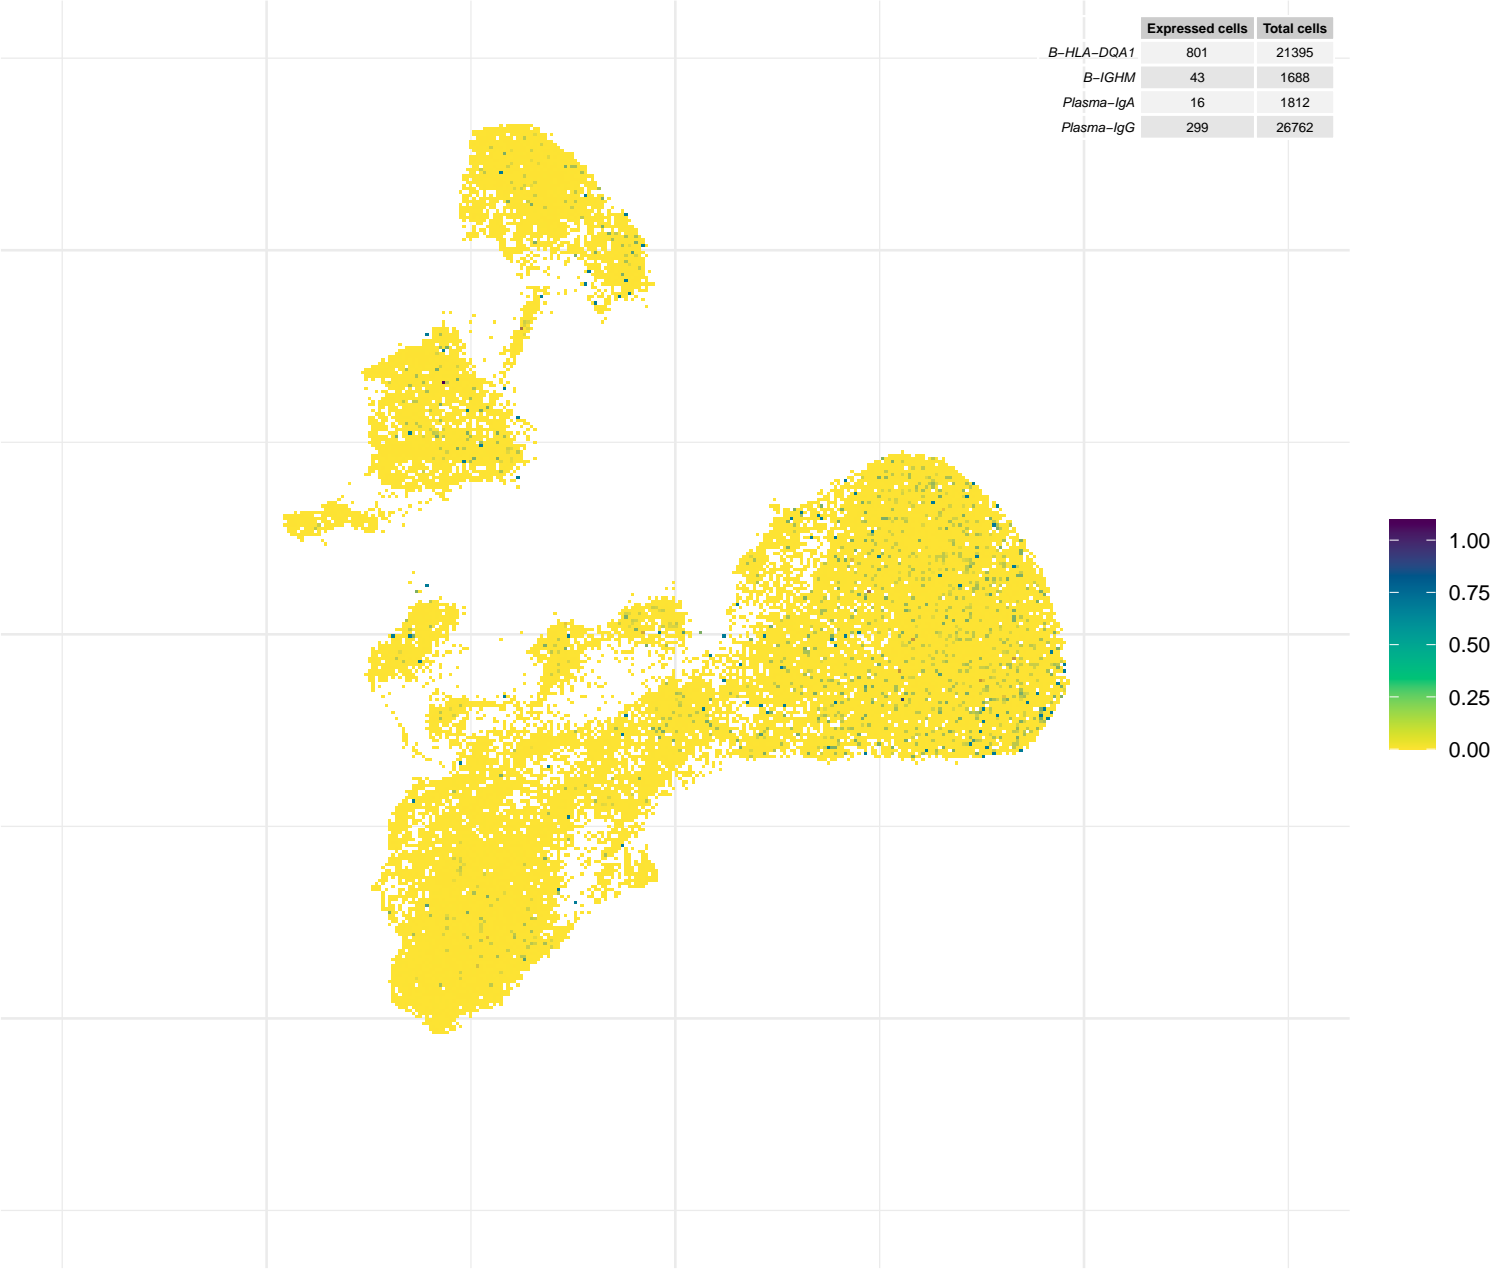 Expressed cells Total cells
B−HLA−DQA1 801 21395
B−IGHM 43 1688
Plasma−IgA 16 1812
Plasma−IgG 299 26762
1.00
0.75
0.50
0.25
0.00